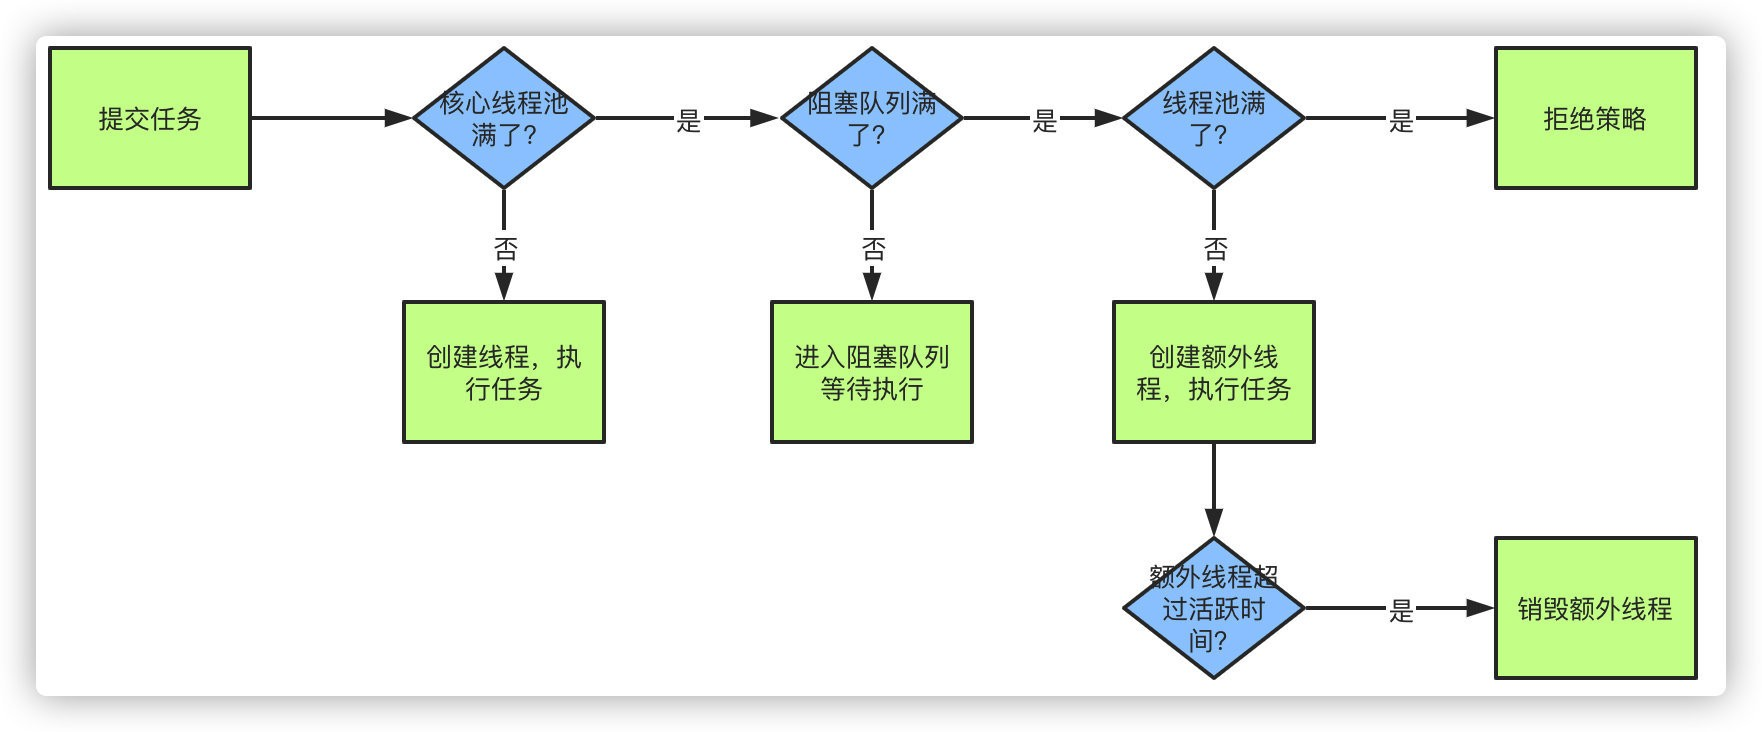 提交任务
核心线程池
满了?
是
阻塞队列满
了?
是
线程池满
了?
是
拒绝策略
否
否
否
创建线程，执
行任务
进入阻塞队列
等待执行
创建额外线
程，执行任务
额外线程超
过活跃时
间?
是
销毁额外线程